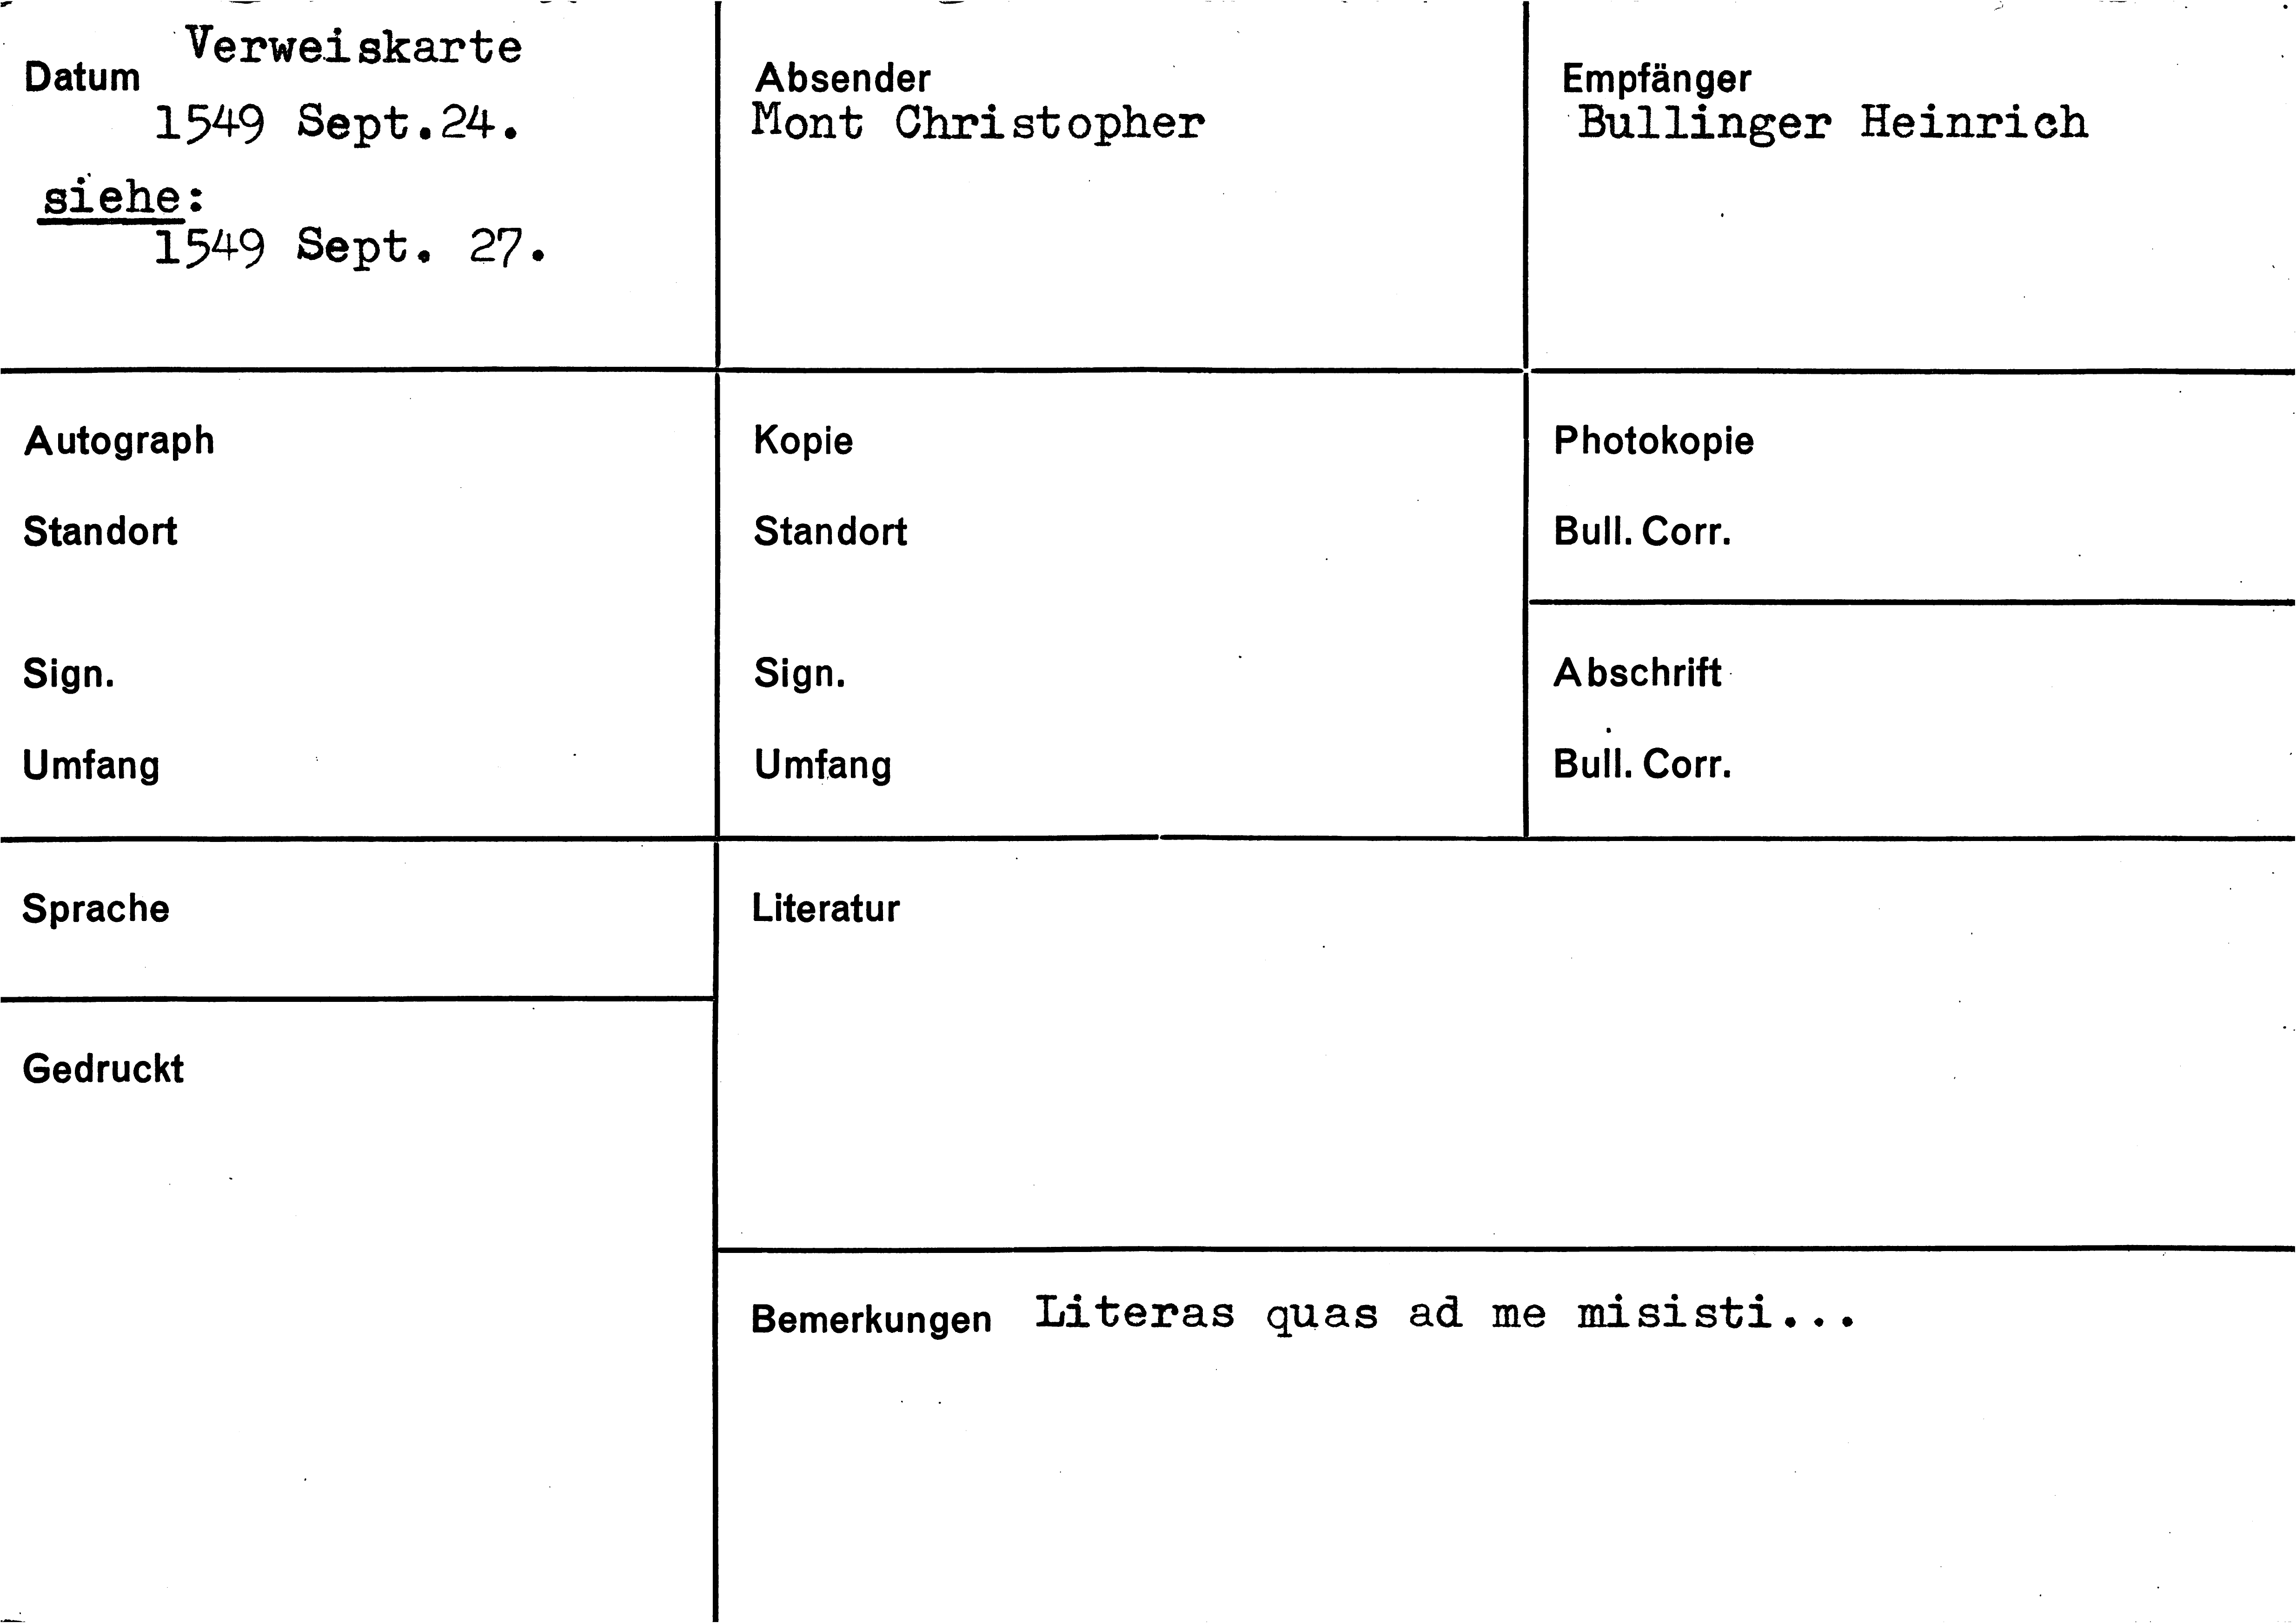 Verweiskarte
Datum
1549 Sept.24.
siehe:
1549 Sept. 27.
Absender
Mont Christopher
Empfänger
Bullinger Heinrich
Autograph
Standort
Sign.
Umfang
Kopie
Standort
Sign.
Umfang
Photokopie
Bull. Corr.
Abschrift
Bull. Corr.
Sprache
Gedruckt
Literatur
Bemerkungen Literas quas ad me misisti...